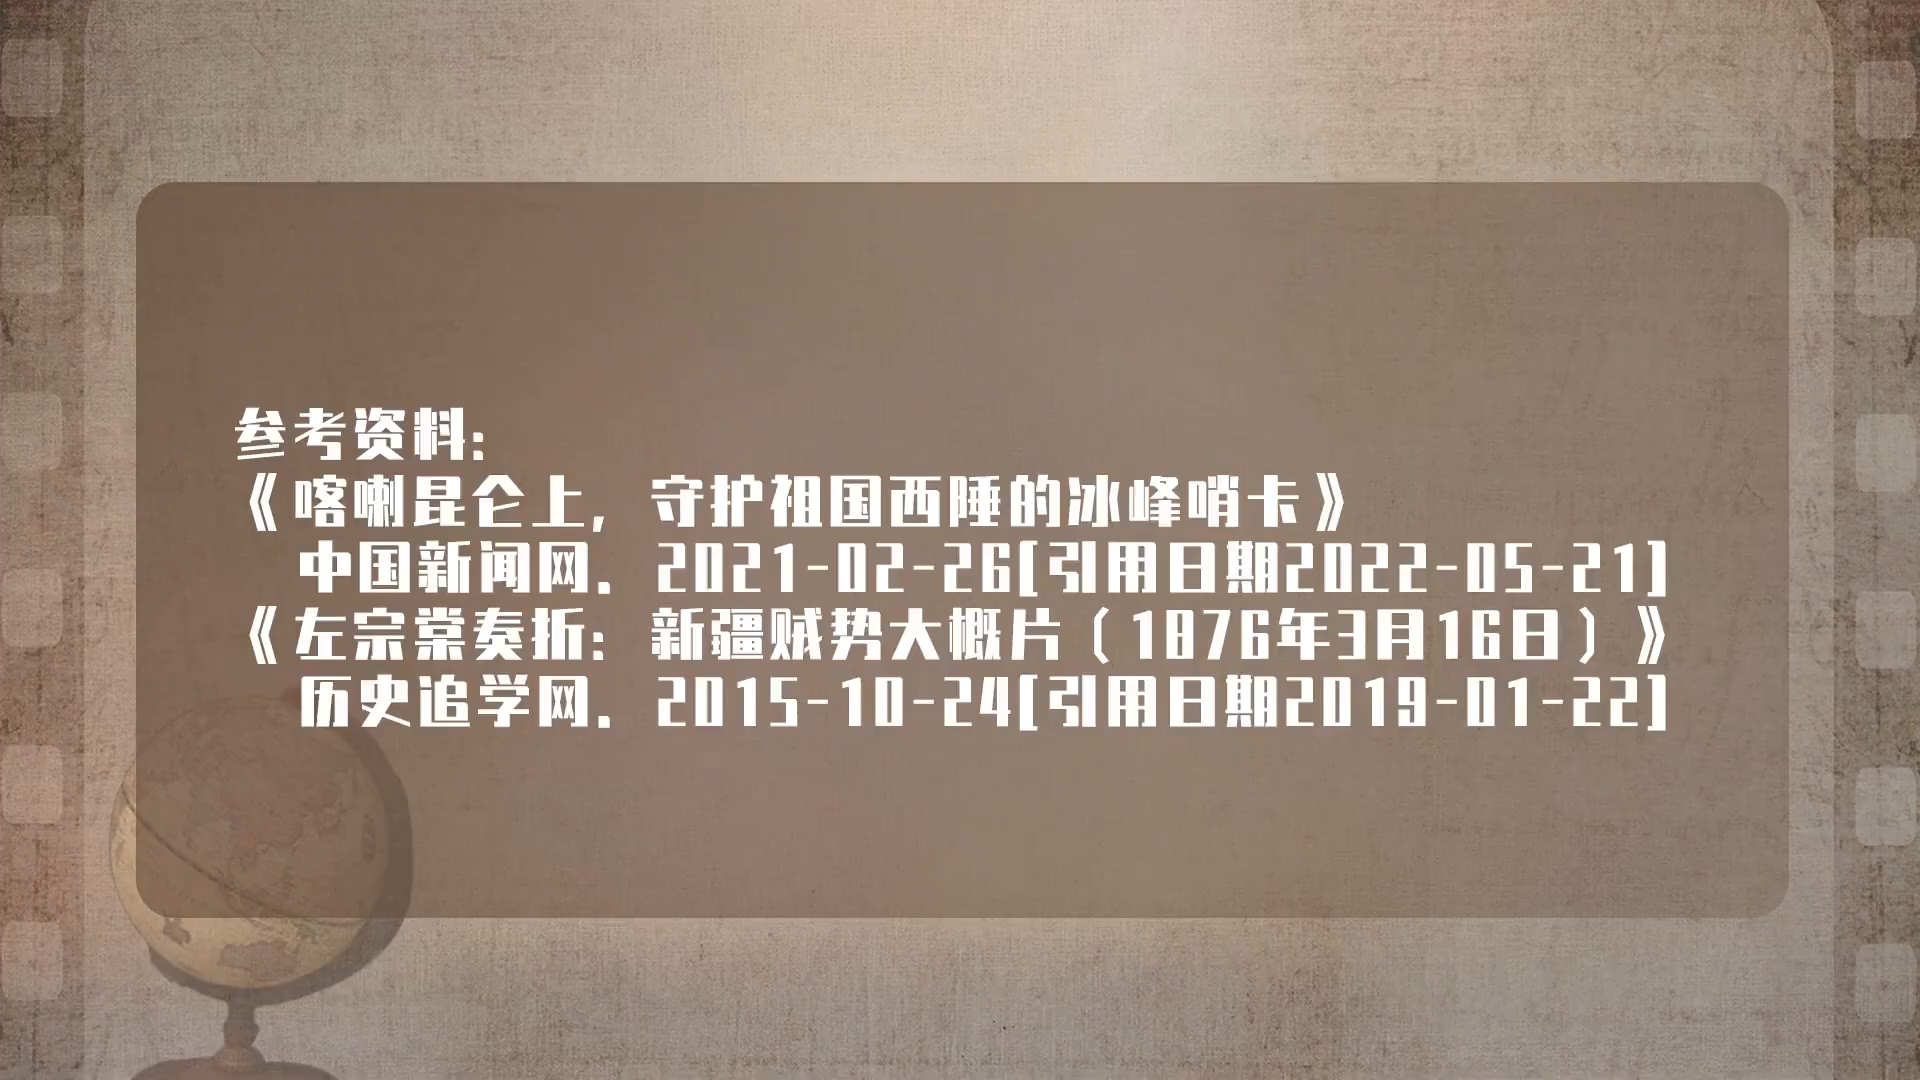 参考资料:
《喀喇昆仑上，守护祖国西陲的冰峰哨卡》
中国新闻网. 2021-02-26[引用日期2022-05-21]
《左宗棠奏折：新疆贼势大概片（1876年3月16日）》
历史追学网. 2015-10-24[引用日期2019-01-22]